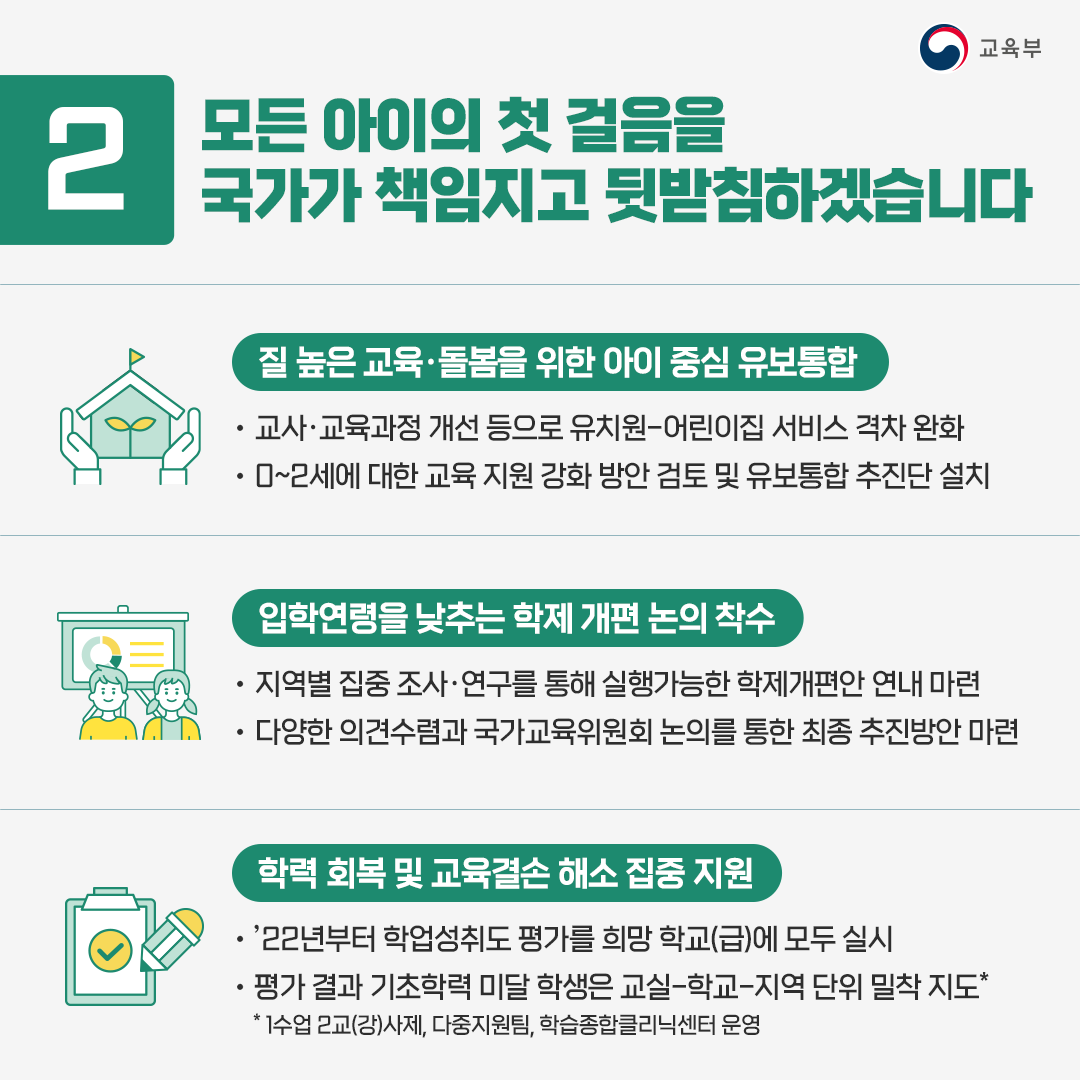 교육부
2
모든 아이의 첫 걸음을
국가가 책임지고 뒷받침하겠습니다
질 높은 교육·돌봄을 위한 아이 중심 유보통합
• 교사·교육과정 개선 등으로 유치원-어린이집 서비스 격차 완화
• 0~2세에 대한 교육 지원 강화 방안 검토 및 유보통합 추진단 설치
입학연령을 낮추는 학제 개편 논의 착수
• 지역별 집중 조사·연구를 통해 실행가능한 학제개편안 연내 마련
• 다양한 의견수렴과 국가교육위원회 논의를 통한 최종 추진방안 마련
학력 회복 및 교육결손 해소 집중 지원
• ’22년부터 학업성취도 평가를 희망 학교(급)에 모두 실시
• 평가 결과 기초학력 미달 학생은 교실-학교-지역 단위 밀착 지도*
* 1수업 2교(강)사제, 다중지원팀, 학습종합클리닉센터 운영